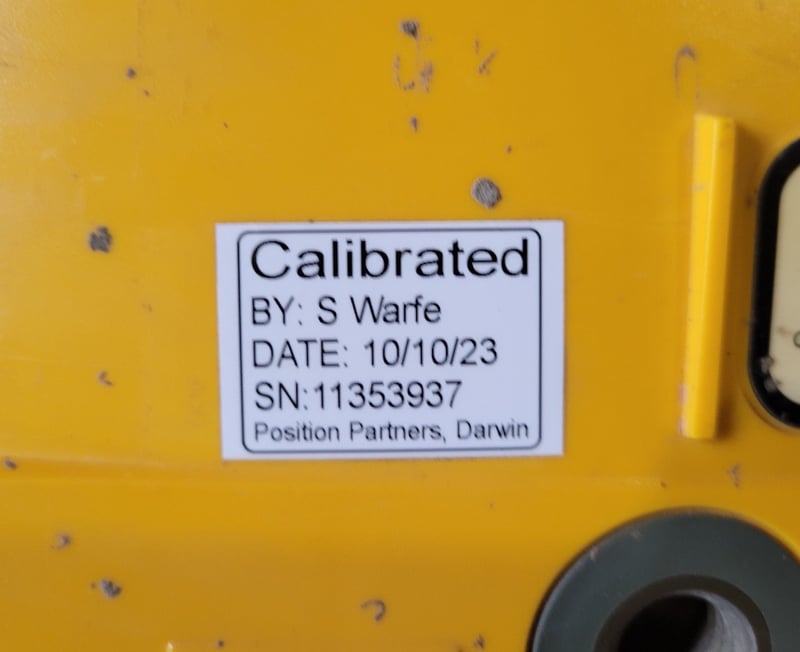 Calibrated
BY: S Warfe
DATE: 10/10/23
SN:11353937
Position Partners, Darwin